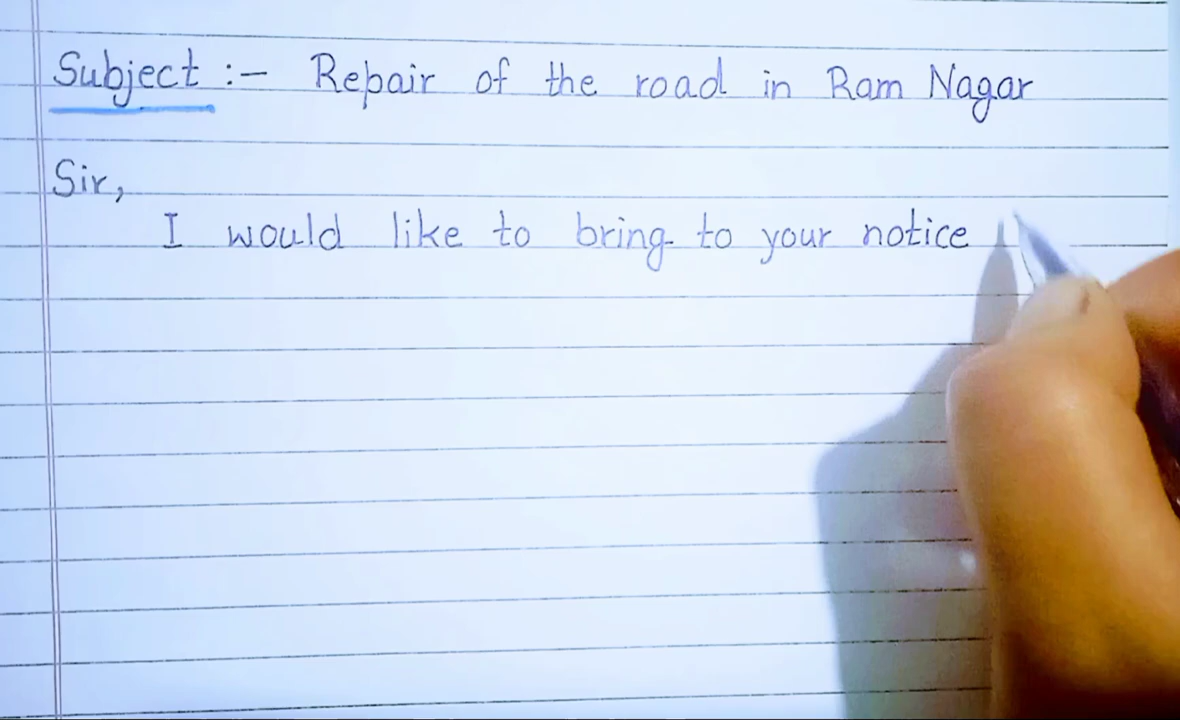 Subject :- Repair of the road in Ram Nagar
Sir,
I would like to bring to your notice